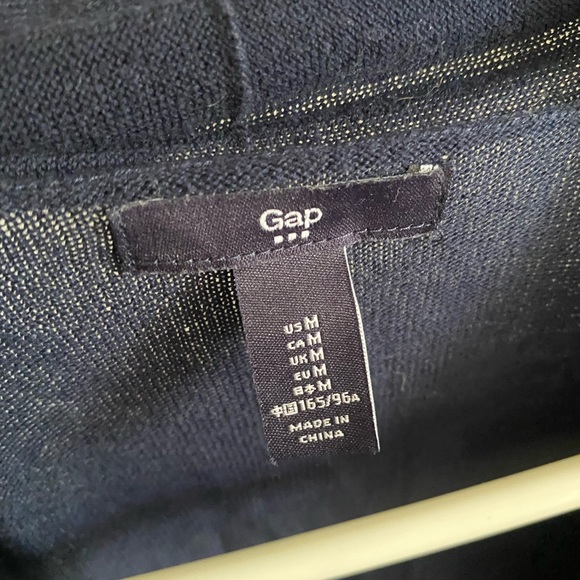 Gap
US M
CA M
UK M
EU M
日本 M
中国 165/96A
MADE IN
CHINA